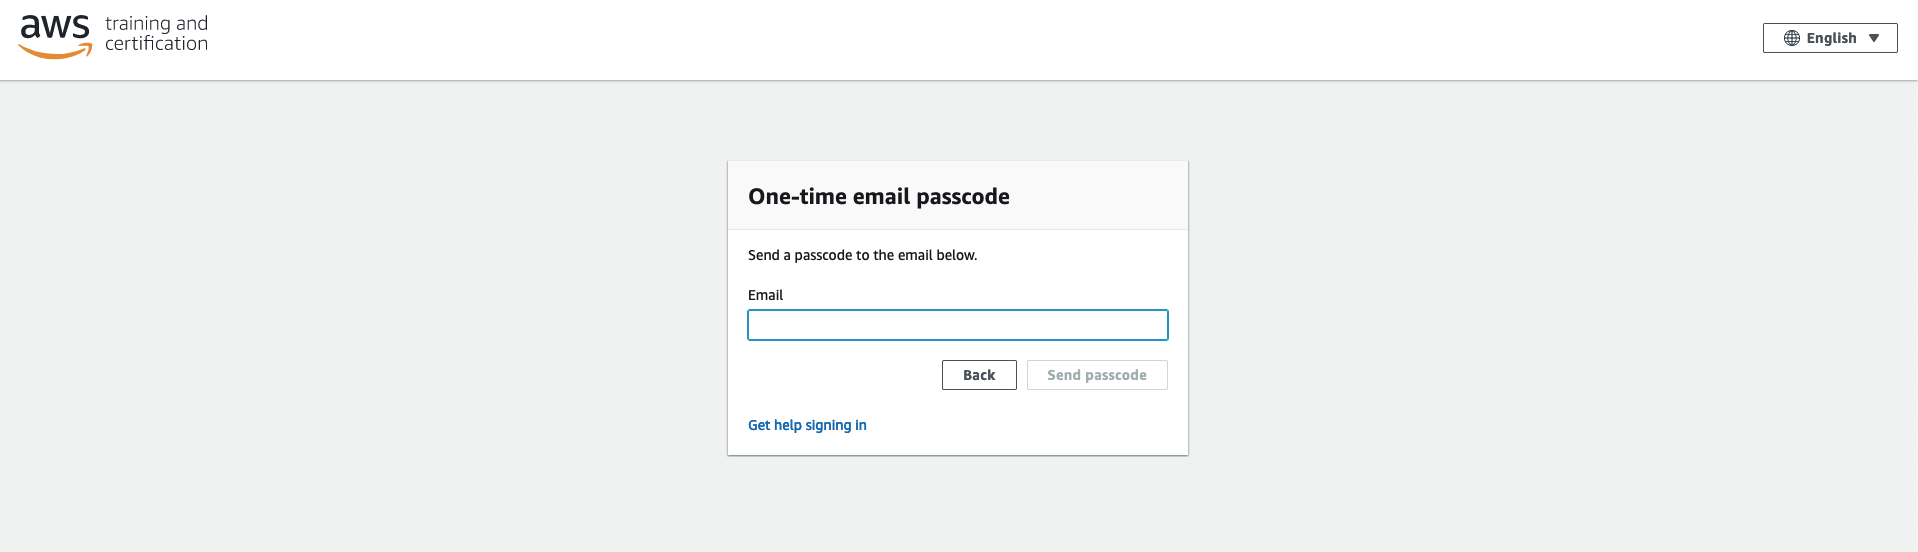 aws training and
certification
English
One-time email passcode
Send a passcode to the email below.
Email
Back
Send passcode
Get help signing in